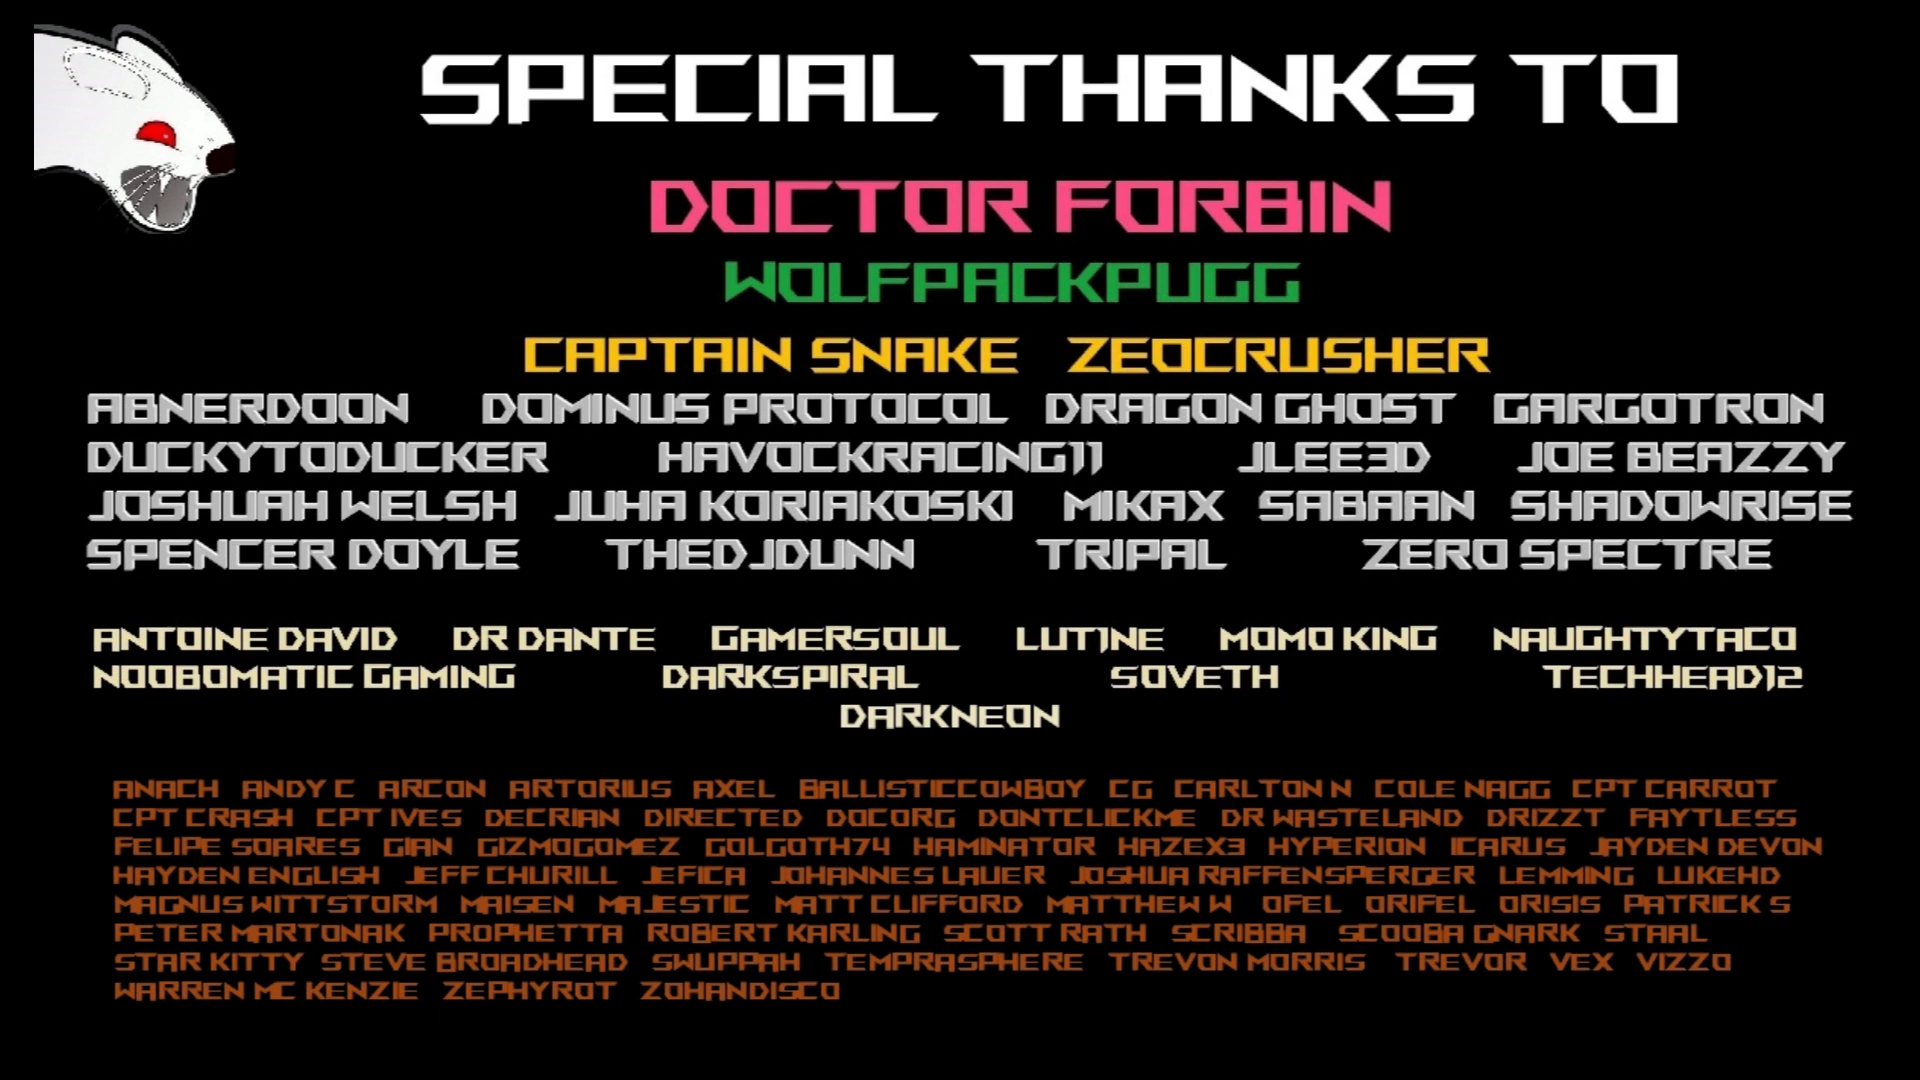 SPECIAL THANKS TO
DOCTOR FORBIN
WOLFPACKPUGG
CAPTAIN SNAKE ZEOCRUSHER
ABNERDOON DOMINUS PROTOCOL DRAGON GHOST GARGOTRON
DUCKYTODUCKER HAVOCKRACING11 JLEE3D JOE BEAZZY
JOSHUAH WELSH JUHA KORIAKOSKI MIKAX SABAAN SHADOWRISE
SPENCER DOYLE THEDJDUNN TRIPAL ZERO SPECTRE
ANTOINE DAVID DR DANTE GAMERSOUL LUT1NE MOMO KING NAUGHTYTACO
NOOBOMATIC GAMING DARKSPIRAL SOVETH TECHHEAD12
DARKNEON
ANACH ANDY C ARCON ARTORIUS AXEL BALLISTICCOWBOY CG CARLTON N COLE NAGG CPT CARROT
CPT CRASH CPT IVES DECRIAN DIRECTED DOCORG DONTCLICKME DR WASTELAND DRIZZT FAYTLESS
FELIPE SOARES GIAN GIZMOGOMEZ GOLGOTH74 HAMINATOR HAZEX3 HYPERION ICARUS JAYDEN DEVON
HAYDEN ENGLISH JEFF CHURILL JEFICA JOHANNES LAUER JOSHUA RAFFENSPERGER LEMMING LUKEHD
MAGNUS WITTSTORM MAISEN MAJESTIC MATT CLIFFORD MATTHEW W OFEL ORIFEL ORISIS PATRICK S
PETER MARTONAK PROPHETTA ROBERT KARLING SCOTT RATH SCRIBBA SCOOBA GNARK STAAL
STAR KITTY STEVE BROADHEAD SWUPPAH TEMPRASPHERE TREVON MORRIS TREVOR VEX VIZZO
WARREN MC KENZIE ZEPHYROT ZOHANDISCO